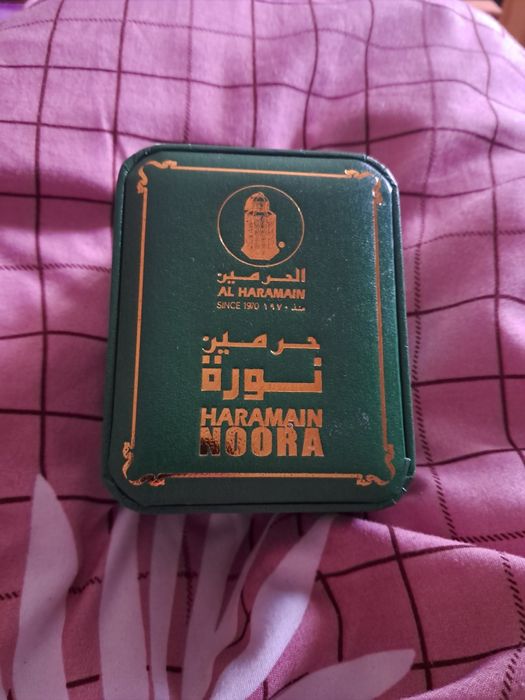 الحرمين
AL HARAMAIN
SINCE 1970 منذ ١٩٧٠
حرمين
نورة
HARAMAIN
NOORA